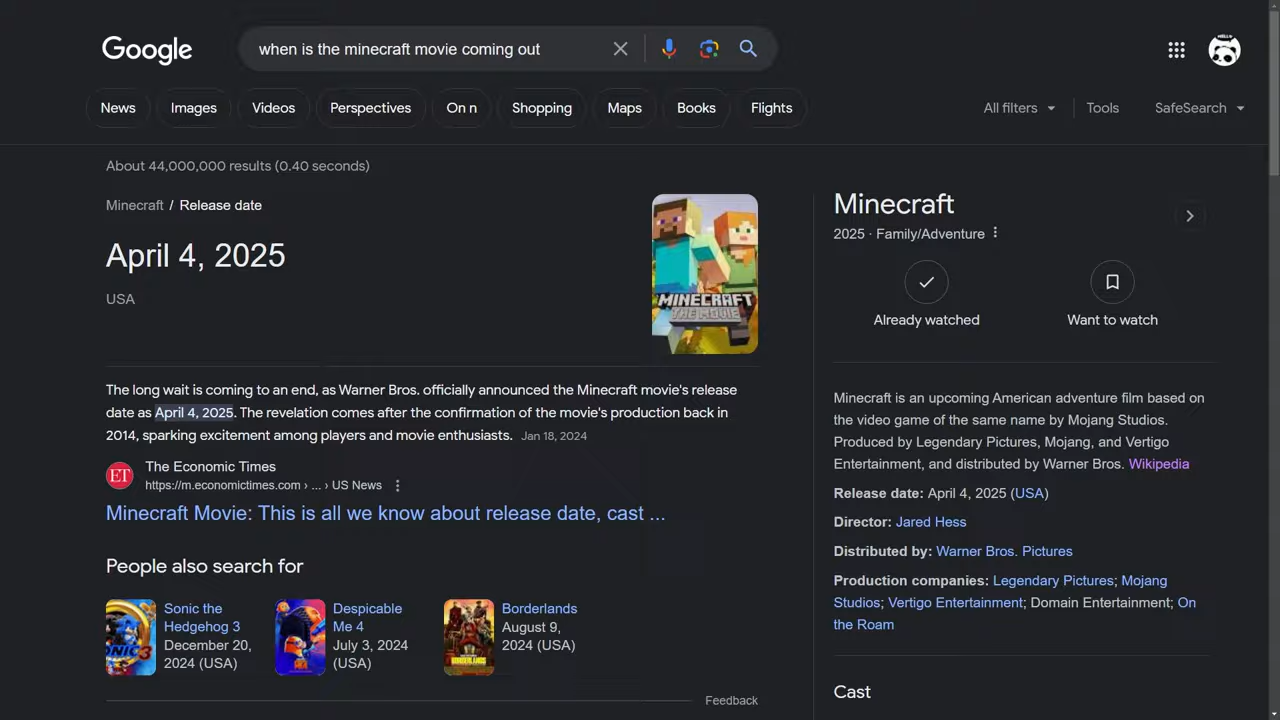 Google
when is the minecraft movie coming out
News
Images
Videos
Perspectives
On n
Shopping
Maps
Books
Flights
All filters
Tools
SafeSearch
About 44,000,000 results (0.40 seconds)
Minecraft / Release date
April 4, 2025
USA
MINECRAFT
THE MOVIE
The long wait is coming to an end, as Warner Bros. officially announced the Minecraft movie's release
date as April 4, 2025. The revelation comes after the confirmation of the movie's production back in
2014, sparking excitement among players and movie enthusiasts. Jan 18, 2024
ET
The Economic Times
https://m.economictimes.com › ... › US News
Minecraft Movie: This is all we know about release date, cast ...
People also search for
Sonic the
Hedgehog 3
December 20,
2024 (USA)
Despicable
Me 4
July 3, 2024
(USA)
BORDERLANDS
Borderlands
August 9,
2024 (USA)
Feedback
Minecraft
2025 · Family/Adventure
Already watched
Want to watch
Minecraft is an upcoming American adventure film based on
the video game of the same name by Mojang Studios.
Produced by Legendary Pictures, Mojang, and Vertigo
Entertainment, and distributed by Warner Bros. Wikipedia
Release date: April 4, 2025 (USA)
Director: Jared Hess
Distributed by: Warner Bros. Pictures
Production companies: Legendary Pictures; Mojang
Studios; Vertigo Entertainment; Domain Entertainment; On
the Roam
Cast